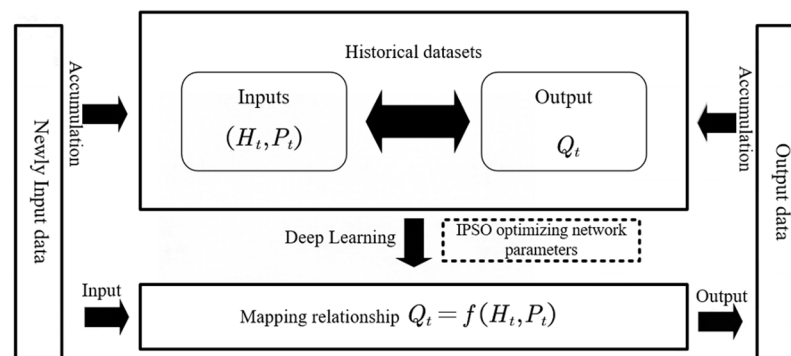 Historical datasets
Newly Input data
Accumulation
Inputs
(H_t, P_t)
Output
Q_t
Accumulation
Output data
Deep Learning
IPSO optimizing network
parameters
Input
Mapping relationship Q_t = f(H_t, P_t)
Output